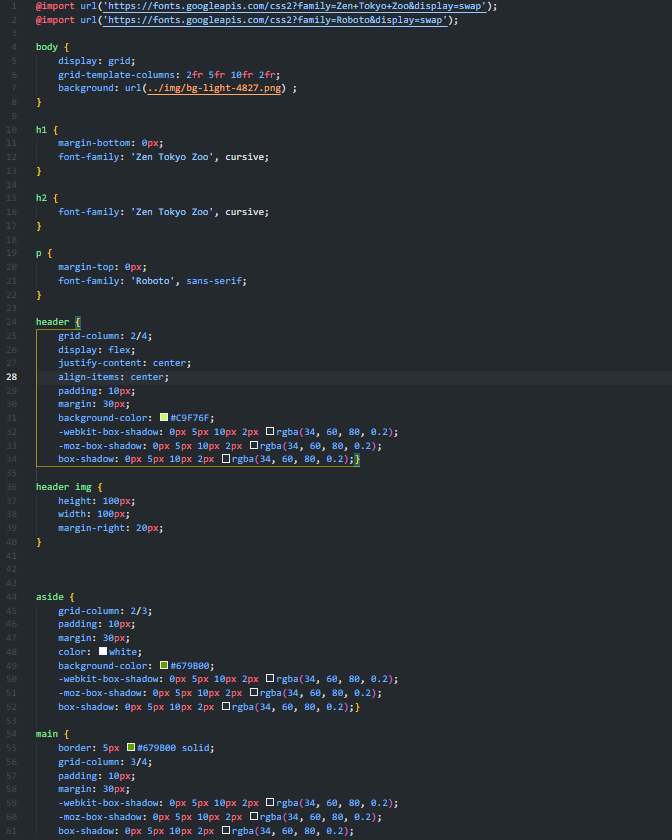 1 @import url('https://fonts.googleapis.com/css2?family=Zen+Tokyo+Zoo&display=swap');
2 @import url('https://fonts.googleapis.com/css2?family=Roboto&display=swap');
3
4 body {
5 display: grid;
6 grid-template-columns: 2fr 5fr 10fr 2fr;
7 background: url(../img/bg-light-4827.png) ;
8 }
9
10 h1 {
11 margin-bottom: 0px;
12 font-family: 'Zen Tokyo Zoo', cursive;
13 }
14
15 h2 {
16 font-family: 'Zen Tokyo Zoo', cursive;
17 }
18
19 p {
20 margin-top: 0px;
21 font-family: 'Roboto', sans-serif;
22 }
23
24 header {
25 grid-column: 2/4;
26 display: flex;
27 justify-content: center;
28 align-items: center;
29 padding: 10px;
30 margin: 30px;
31 background-color: #C9F76F;
32 -webkit-box-shadow: 0px 5px 10px 2px rgba(34, 60, 80, 0.2);
33 -moz-box-shadow: 0px 5px 10px 2px rgba(34, 60, 80, 0.2);
34 box-shadow: 0px 5px 10px 2px rgba(34, 60, 80, 0.2);}
35
36 header img {
37 height: 100px;
38 width: 100px;
39 margin-right: 20px;
40 }
41
42
43
44 aside {
45 grid-column: 2/3;
46 padding: 10px;
47 margin: 30px;
48 color: white;
49 background-color: #679B00;
50 -webkit-box-shadow: 0px 5px 10px 2px rgba(34, 60, 80, 0.2);
51 -moz-box-shadow: 0px 5px 10px 2px rgba(34, 60, 80, 0.2);
52 box-shadow: 0px 5px 10px 2px rgba(34, 60, 80, 0.2);}
53
54 main {
55 border: 5px #679B00 solid;
56 grid-column: 3/4;
57 padding: 10px;
58 margin: 30px;
59 -webkit-box-shadow: 0px 5px 10px 2px rgba(34, 60, 80, 0.2);
60 -moz-box-shadow: 0px 5px 10px 2px rgba(34, 60, 80, 0.2);
61 box-shadow: 0px 5px 10px 2px rgba(34, 60, 80, 0.2);